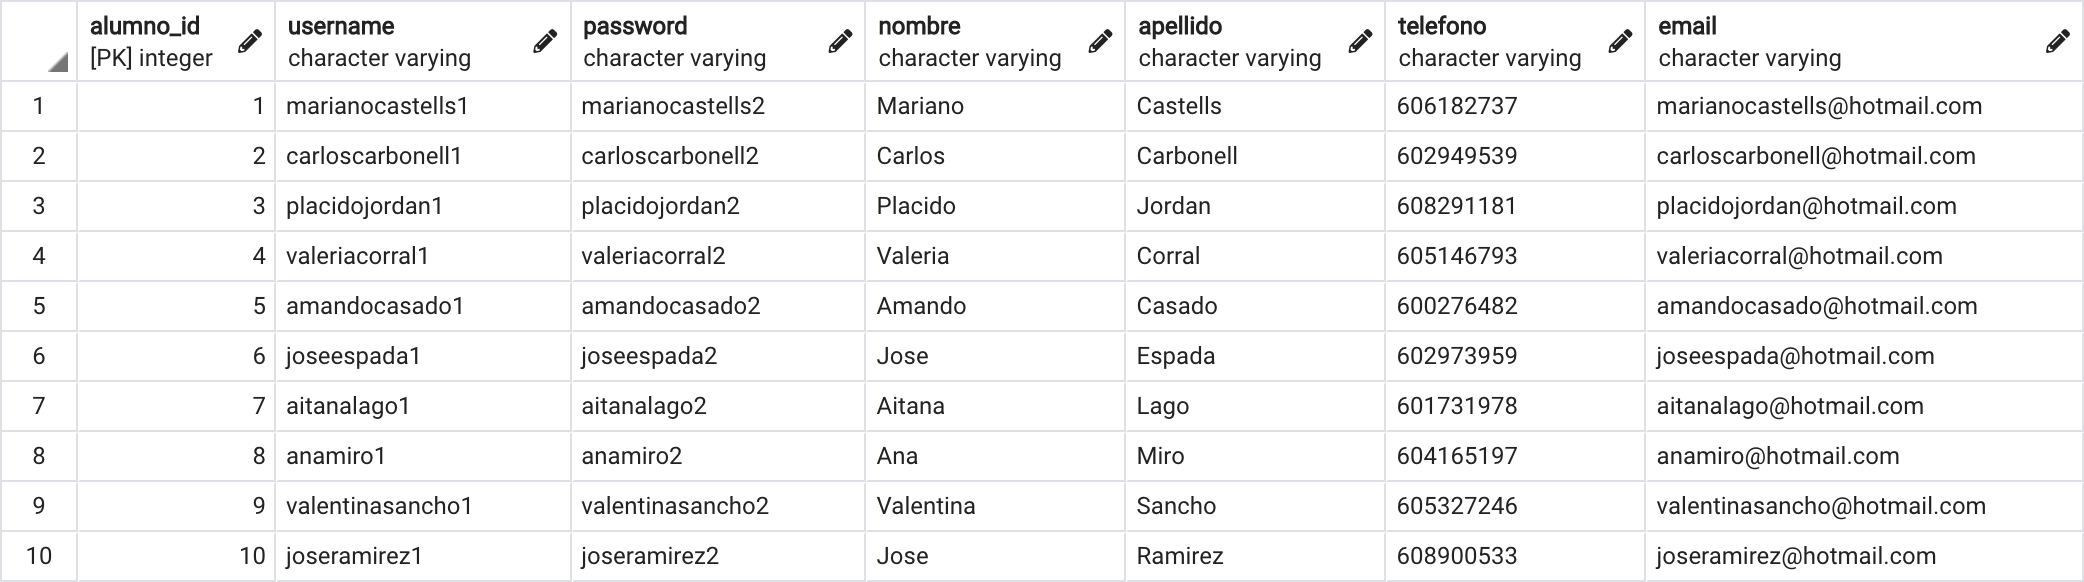 alumno_id username password nombre apellido telefono email
[PK] integer character varying character varying character varying character varying character varying character varying
1 1 marianocastells1 marianocastells2 Mariano Castells 606182737 marianocastells@hotmail.com
2 2 carloscarbonell1 carloscarbonell2 Carlos Carbonell 602949539 carloscarbonell@hotmail.com
3 3 placidojordan1 placidojordan2 Placido Jordan 608291181 placidojordan@hotmail.com
4 4 valeriacorral1 valeriacorral2 Valeria Corral 605146793 valeriacorral@hotmail.com
5 5 amandocasado1 amandocasado2 Amando Casado 600276482 amandocasado@hotmail.com
6 6 joseespada1 joseespada2 Jose Espada 602973959 joseespada@hotmail.com
7 7 aitanalago1 aitanalago2 Aitana Lago 601731978 aitanalago@hotmail.com
8 8 anamiro1 anamiro2 Ana Miro 604165197 anamiro@hotmail.com
9 9 valentinasancho1 valentinasancho2 Valentina Sancho 605327246 valentinasancho@hotmail.com
10 10 joseramirez1 joseramirez2 Jose Ramirez 608900533 joseramirez@hotmail.com